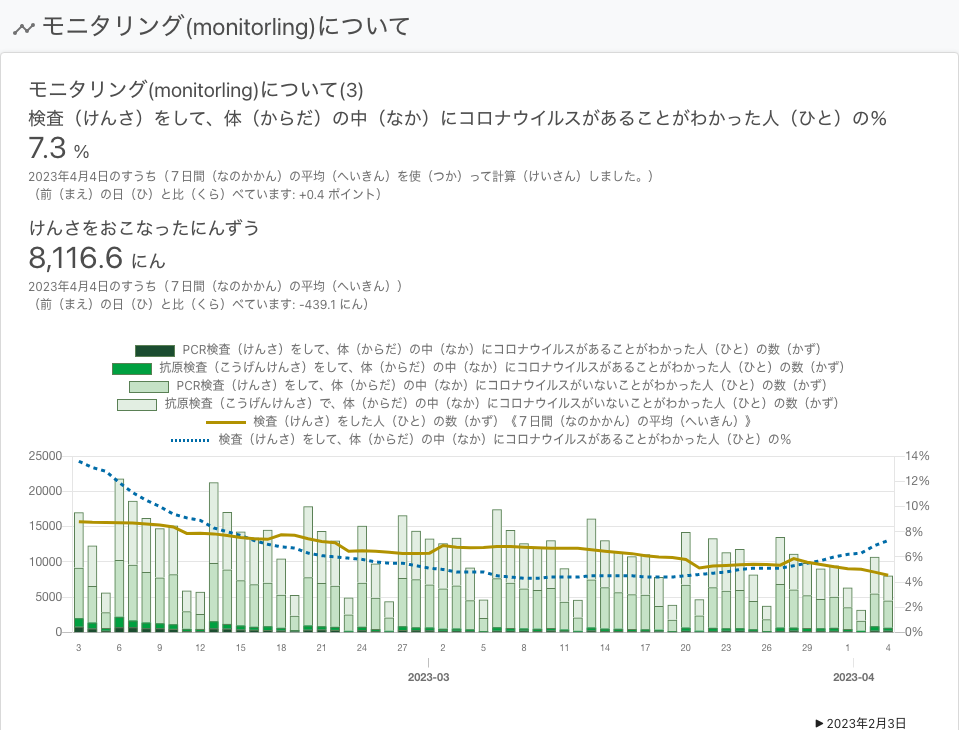 モニタリング(monitorling)について
モニタリング(monitorling)について(3)
検査（けんさ）をして、体（からだ）の中（なか）にコロナウイルスがあることがわかった人（ひと）の%
7.3 %
2023年4月4日のすうち（７日間（なのかかん）の平均（へいきん）を使（つか）って計算（けいさん）しました。）
（前（まえ）の日（ひ）と比（くら）べています: +0.4 ポイント）
けんさをおこなったにんずう
8,116.6 にん
2023年4月4日のすうち（７日間（なのかかん）の平均（へいきん））
（前（まえ）の日（ひ）と比（くら）べています: -439.1 にん）
PCR検査（けんさ）をして、体（からだ）の中（なか）にコロナウイルスがあることがわかった人（ひと）の数（かず）
抗原検査（こうげんけんさ）をして、体（からだ）の中（なか）にコロナウイルスがあることがわかった人（ひと）の数（かず）
PCR検査（けんさ）をして、体（からだ）の中（なか）にコロナウイルスがいないことがわかった人（ひと）の数（かず）
抗原検査（こうげんけんさ）で、体（からだ）の中（なか）にコロナウイルスがいないことがわかった人（ひと）の数（かず）
検査（けんさ）をした人（ひと）の数（かず）《７日間（なのかかん）の平均（へいきん）》
検査（けんさ）をして、体（からだ）の中（なか）にコロナウイルスがあることがわかった人（ひと）の%
25000 14%
12%
20000
10%
15000
8%
10000 6%
4%
5000
2%
0 0%
3 6 9 12 15 18 21 24 27 2 5 8 11 14 17 20 23 26 29 1 4
2023-03 2023-04
▶ 2023年2月3日